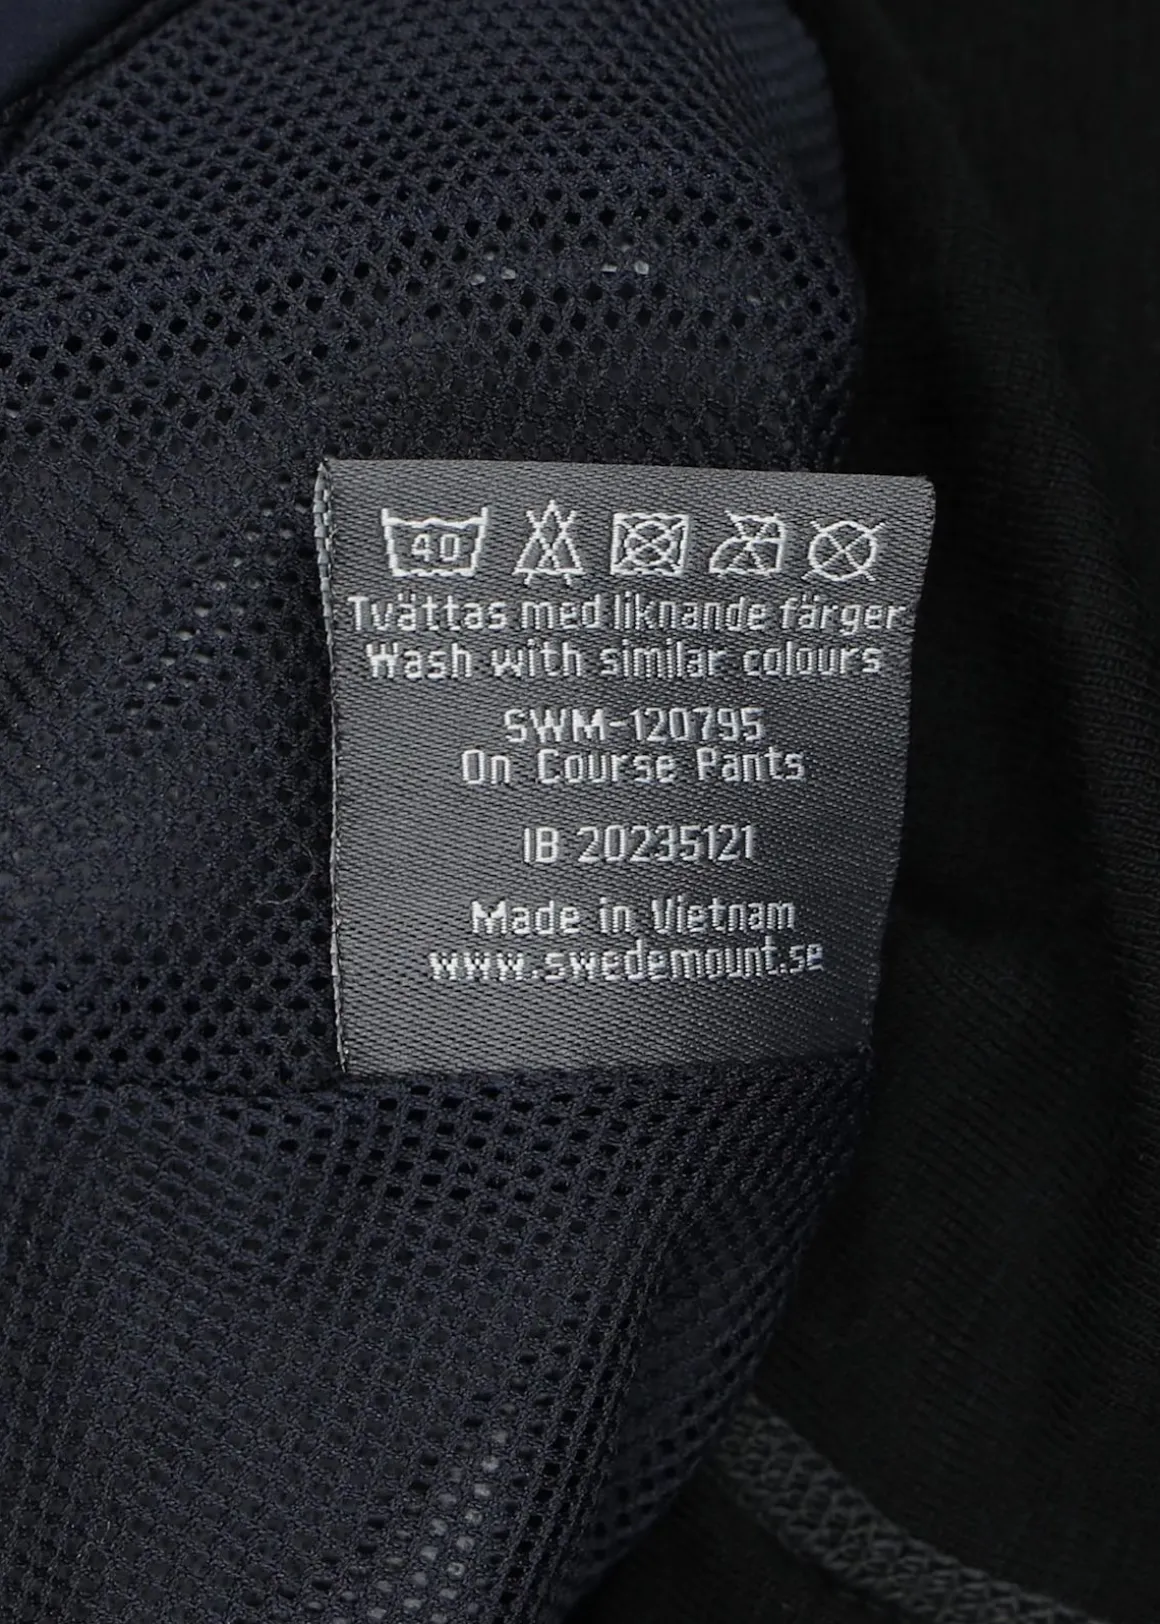 40
Tvättas med liknande färger
Wash with similar colours
SWM-120795
On Course Pants
IB 20235121
Made in Vietnam
www.swedemount.se